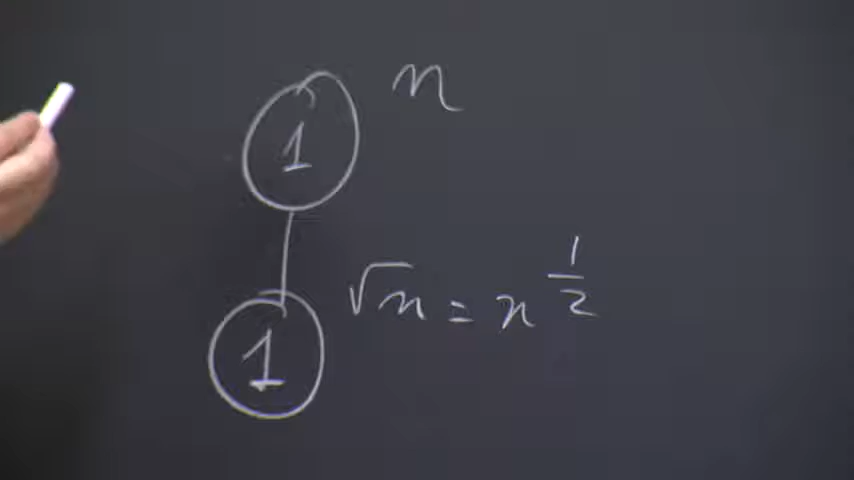 n
1
√n = n^{1/2}
1